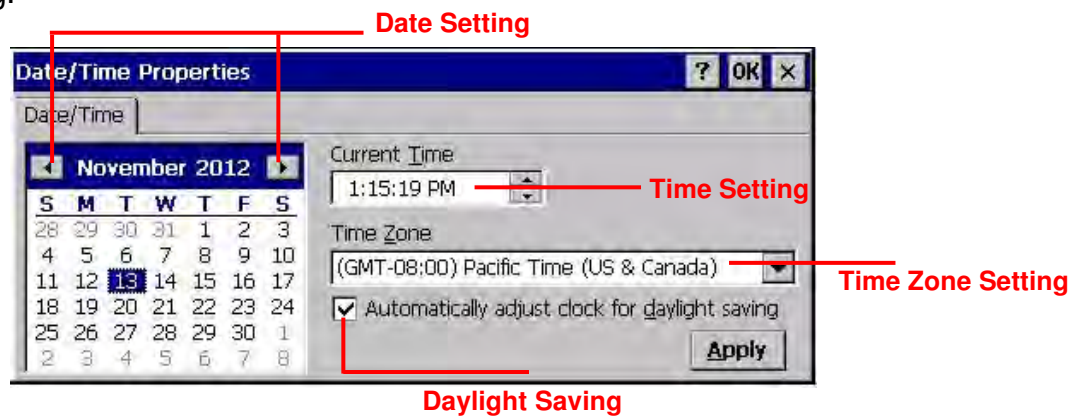 Date Setting
Date/Time Properties ? OK ×
Date/Time
November 2012
S M T W T F S
28 29 30 31 1 2 3
4 5 6 7 8 9 10
11 12 13 14 15 16 17
18 19 20 21 22 23 24
25 26 27 28 29 30 1
2 3 4 5 6 7 8
Current Time
1:15:19 PM
Time Setting
Time Zone
(GMT-08:00) Pacific Time (US & Canada)
Time Zone Setting
Automatically adjust clock for daylight saving
Apply
Daylight Saving